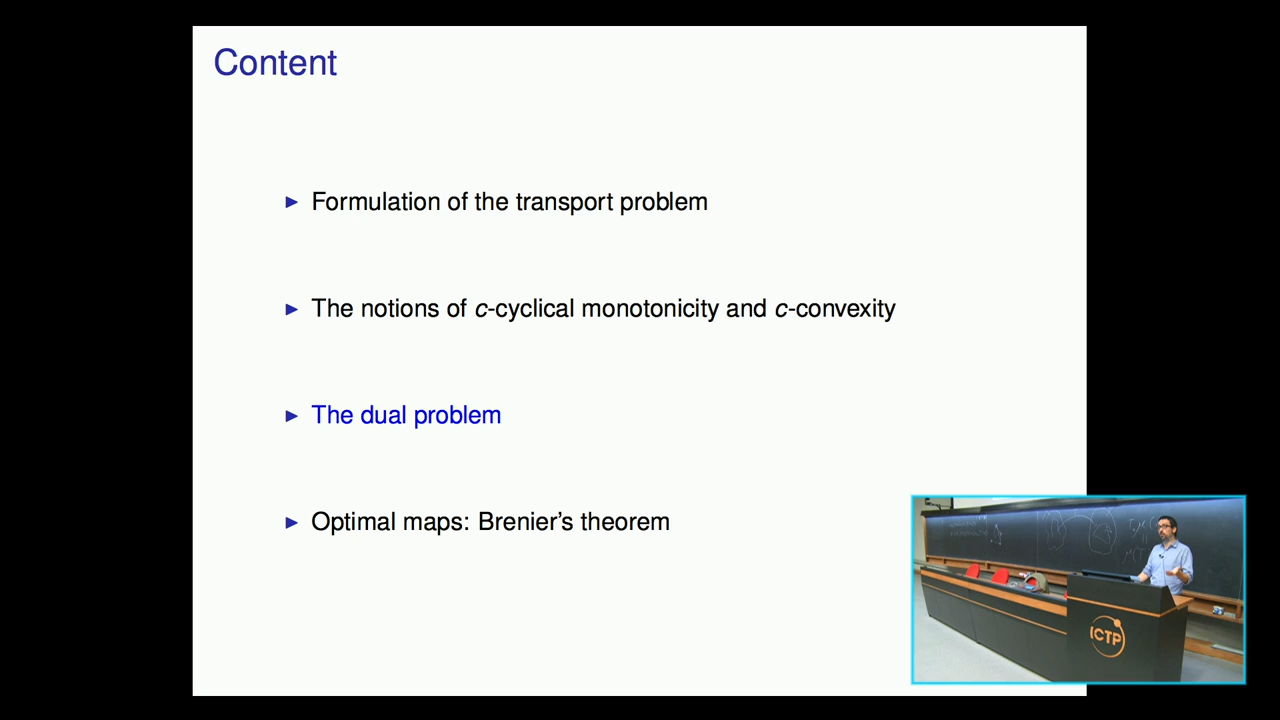 Content
Formulation of the transport problem
The notions of c-cyclical monotonicity and c-convexity
The dual problem
Optimal maps: Brenier's theorem
ICTP